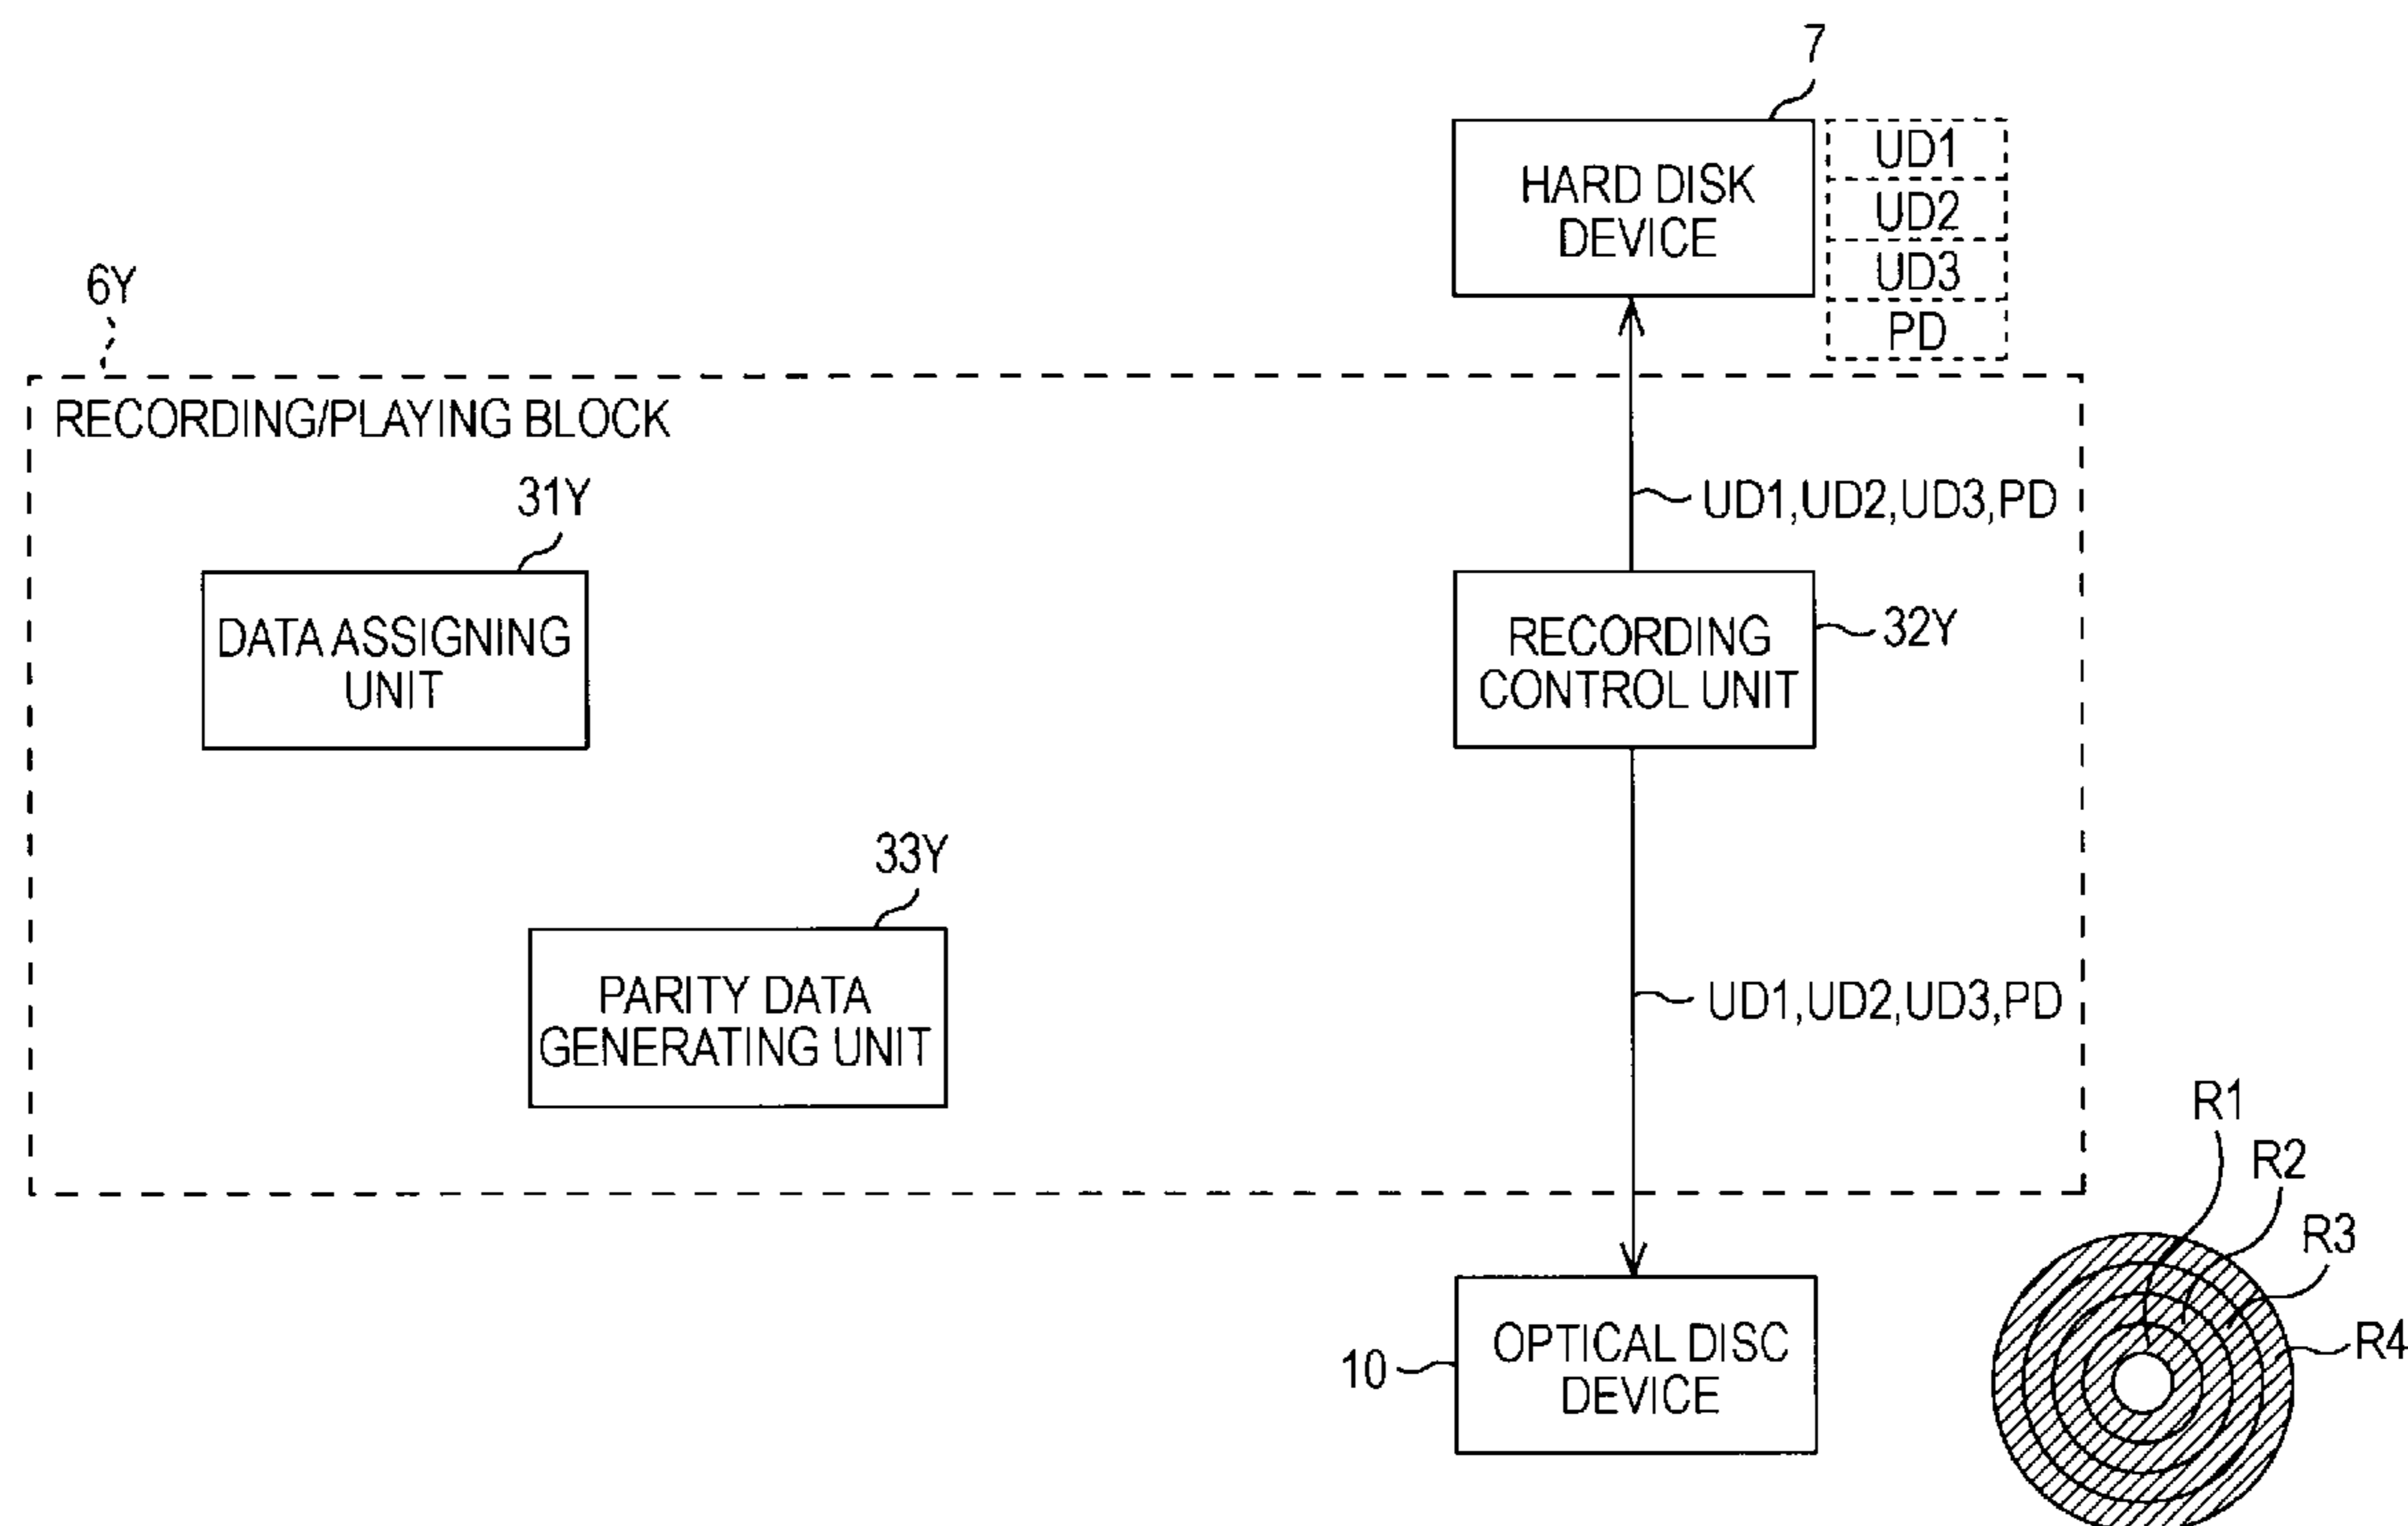 7
HARD DISK
DEVICE
UD1
UD2
UD3
PD
6Y
RECORDING/PLAYING BLOCK
31Y
UD1,UD2,UD3,PD
DATA ASSIGNING
UNIT
RECORDING
CONTROL UNIT
32Y
33Y
PARITY DATA
GENERATING UNIT
UD1,UD2,UD3,PD
R1
R2
R3
R4
10
OPTICAL DISC
DEVICE